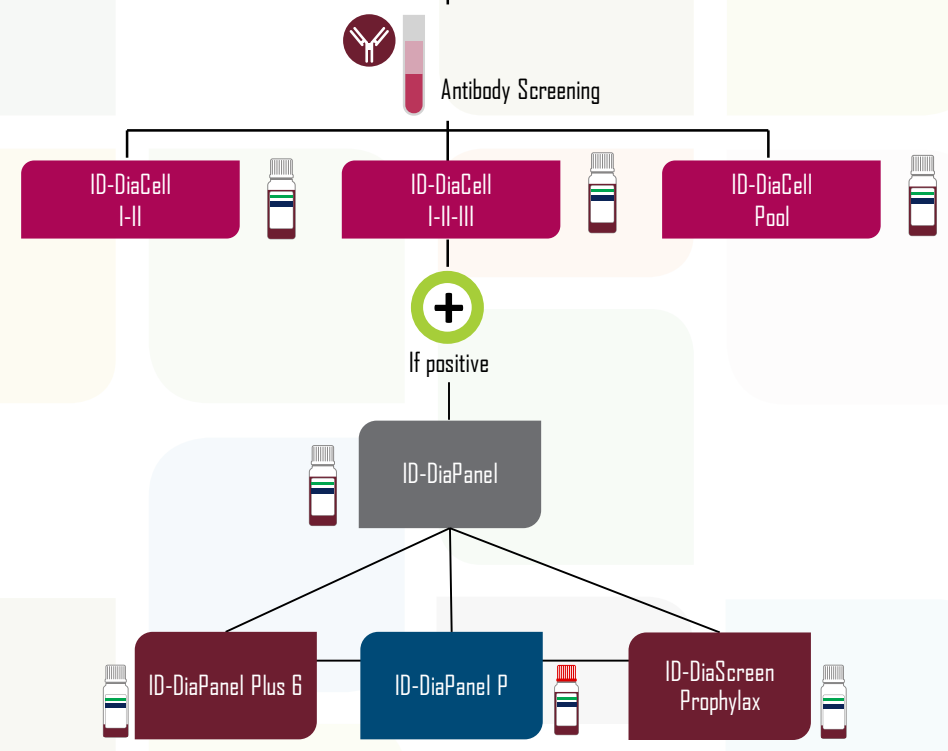 Antibody Screening
ID-DiaCell
I-II
ID-DiaCell
I-II-III
ID-DiaCell
Pool
If positive
ID-DiaPanel
ID-DiaPanel Plus 6
ID-DiaPanel P
ID-DiaScreen
Prophylax